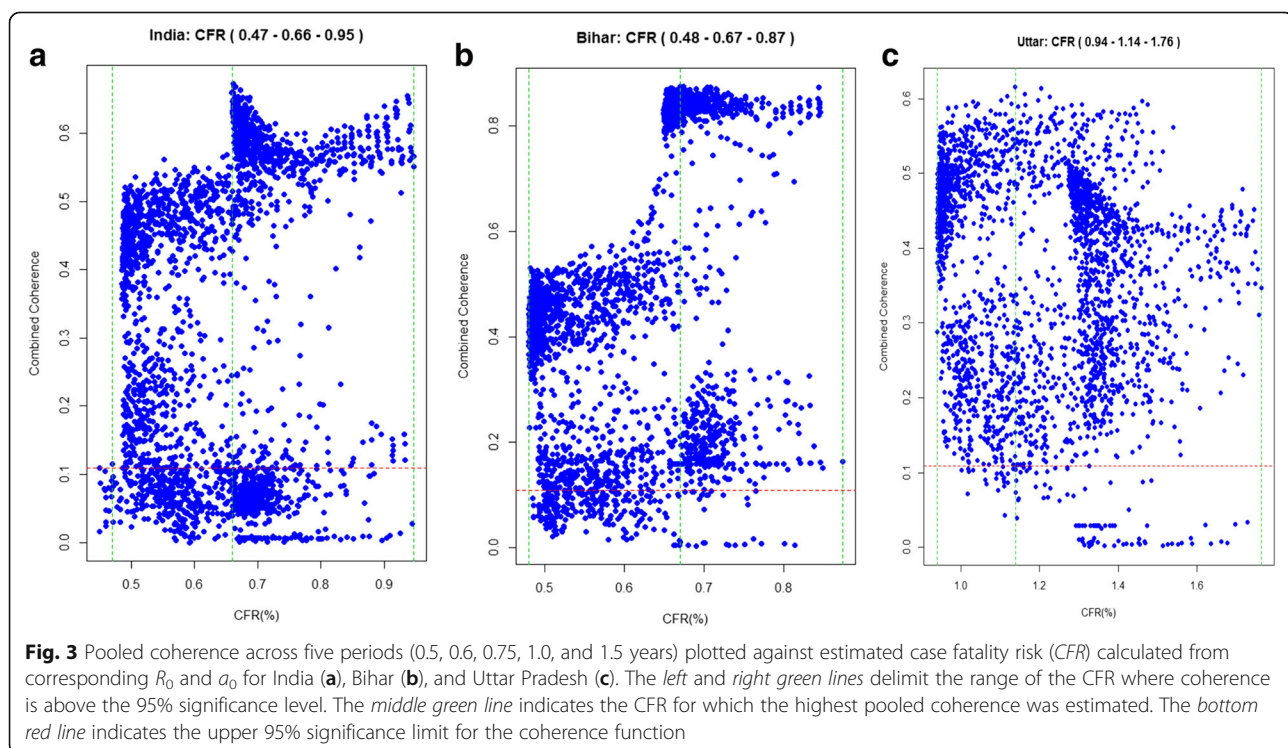 a
India: CFR ( 0.47 - 0.66 - 0.95 )
Combined Coherence
0.6
0.5
0.4
0.3
0.2
0.1
0.0
0.5 0.6 0.7 0.8 0.9
CFR(%)
b
Bihar: CFR ( 0.48 - 0.67 - 0.87 )
Combined Coherence
0.8
0.6
0.4
0.2
0.0
0.5 0.6 0.7 0.8
CFR(%)
c
Uttar: CFR ( 0.94 - 1.14 - 1.76 )
Combined Coherence
0.6
0.5
0.4
0.3
0.2
0.1
0.0
1.0 1.2 1.4 1.6
CFR(%)
Fig. 3 Pooled coherence across five periods (0.5, 0.6, 0.75, 1.0, and 1.5 years) plotted against estimated case fatality risk (CFR) calculated from
corresponding R0 and a0 for India (a), Bihar (b), and Uttar Pradesh (c). The left and right green lines delimit the range of the CFR where coherence
is above the 95% significance level. The middle green line indicates the CFR for which the highest pooled coherence was estimated. The bottom
red line indicates the upper 95% significance limit for the coherence function